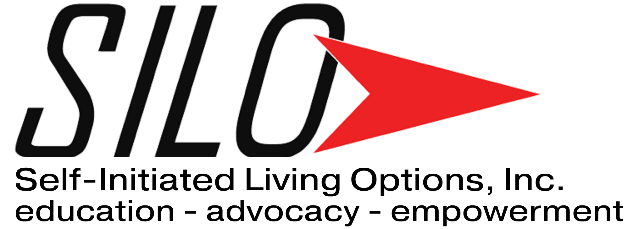 SILO
Self-Initiated Living Options, Inc.
education - advocacy - empowerment